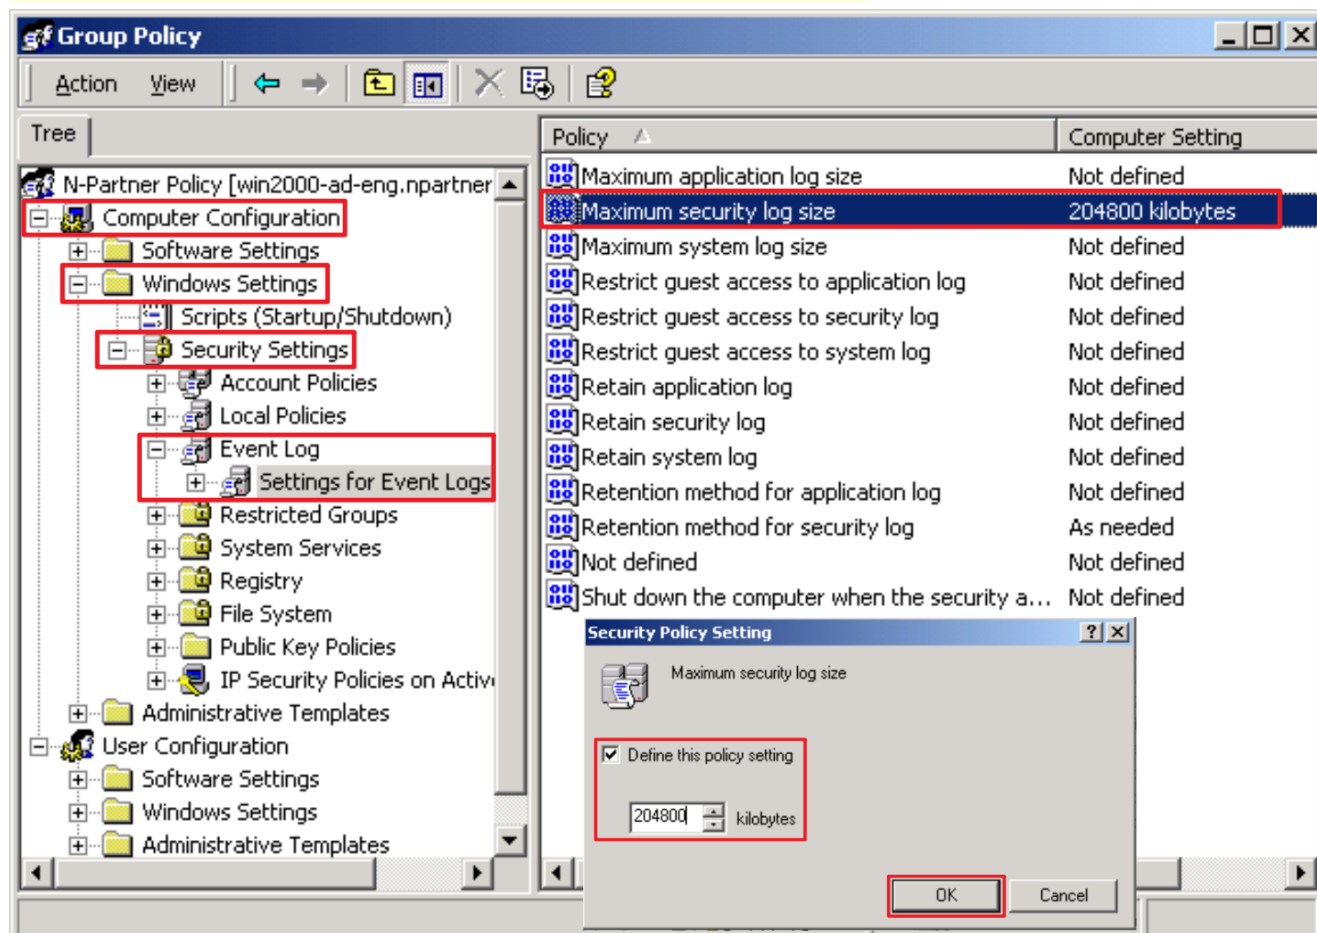 Group Policy
Action View
Tree
N-Partner Policy [win2000-ad-eng.npartner
Computer Configuration
Software Settings
Windows Settings
Scripts (Startup/Shutdown)
Security Settings
Account Policies
Local Policies
Event Log
Settings for Event Logs
Restricted Groups
System Services
Registry
File System
Public Key Policies
IP Security Policies on Activ
Administrative Templates
User Configuration
Software Settings
Windows Settings
Administrative Templates
Policy Computer Setting
Maximum application log size Not defined
Maximum security log size 204800 kilobytes
Maximum system log size Not defined
Restrict guest access to application log Not defined
Restrict guest access to security log Not defined
Restrict guest access to system log Not defined
Retain application log Not defined
Retain security log Not defined
Retain system log Not defined
Retention method for application log Not defined
Retention method for security log As needed
Not defined Not defined
Shut down the computer when the security a... Not defined
Security Policy Setting
Maximum security log size
Define this policy setting
204800 kilobytes
OK Cancel